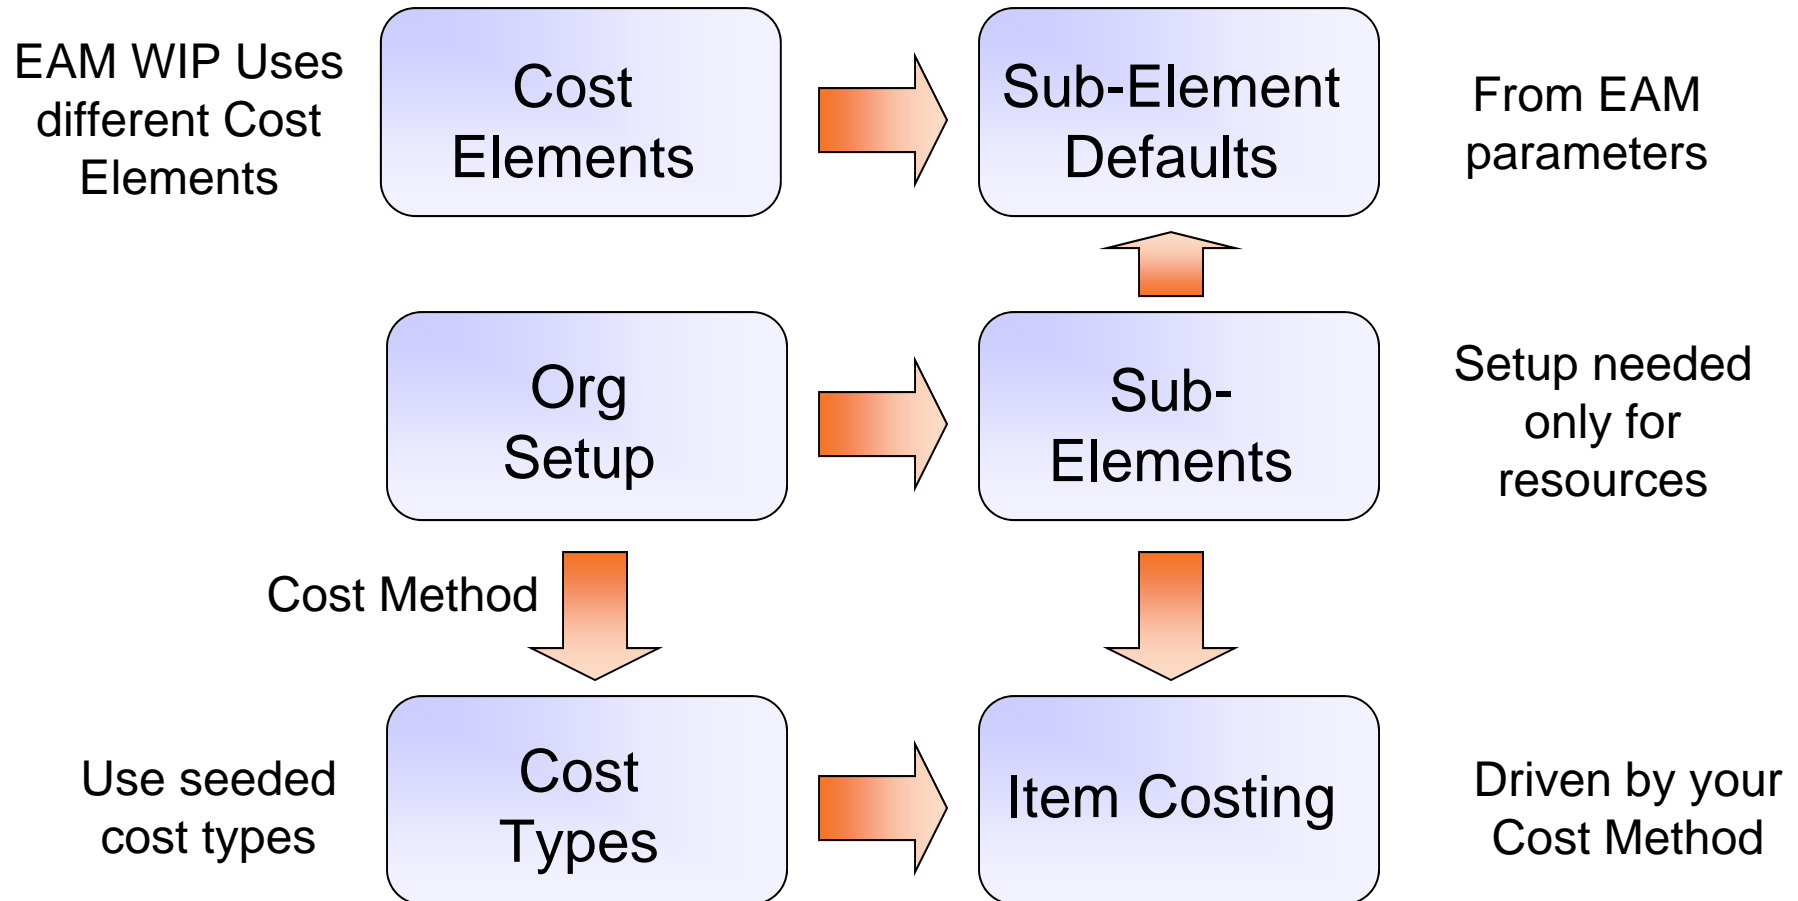 EAM WIP Uses
different Cost
Elements
Cost
Elements
Sub-Element
Defaults
From EAM
parameters
Org
Setup
Sub-
Elements
Setup needed
only for
resources
Cost Method
Use seeded
cost types
Cost
Types
Item Costing
Driven by your
Cost Method